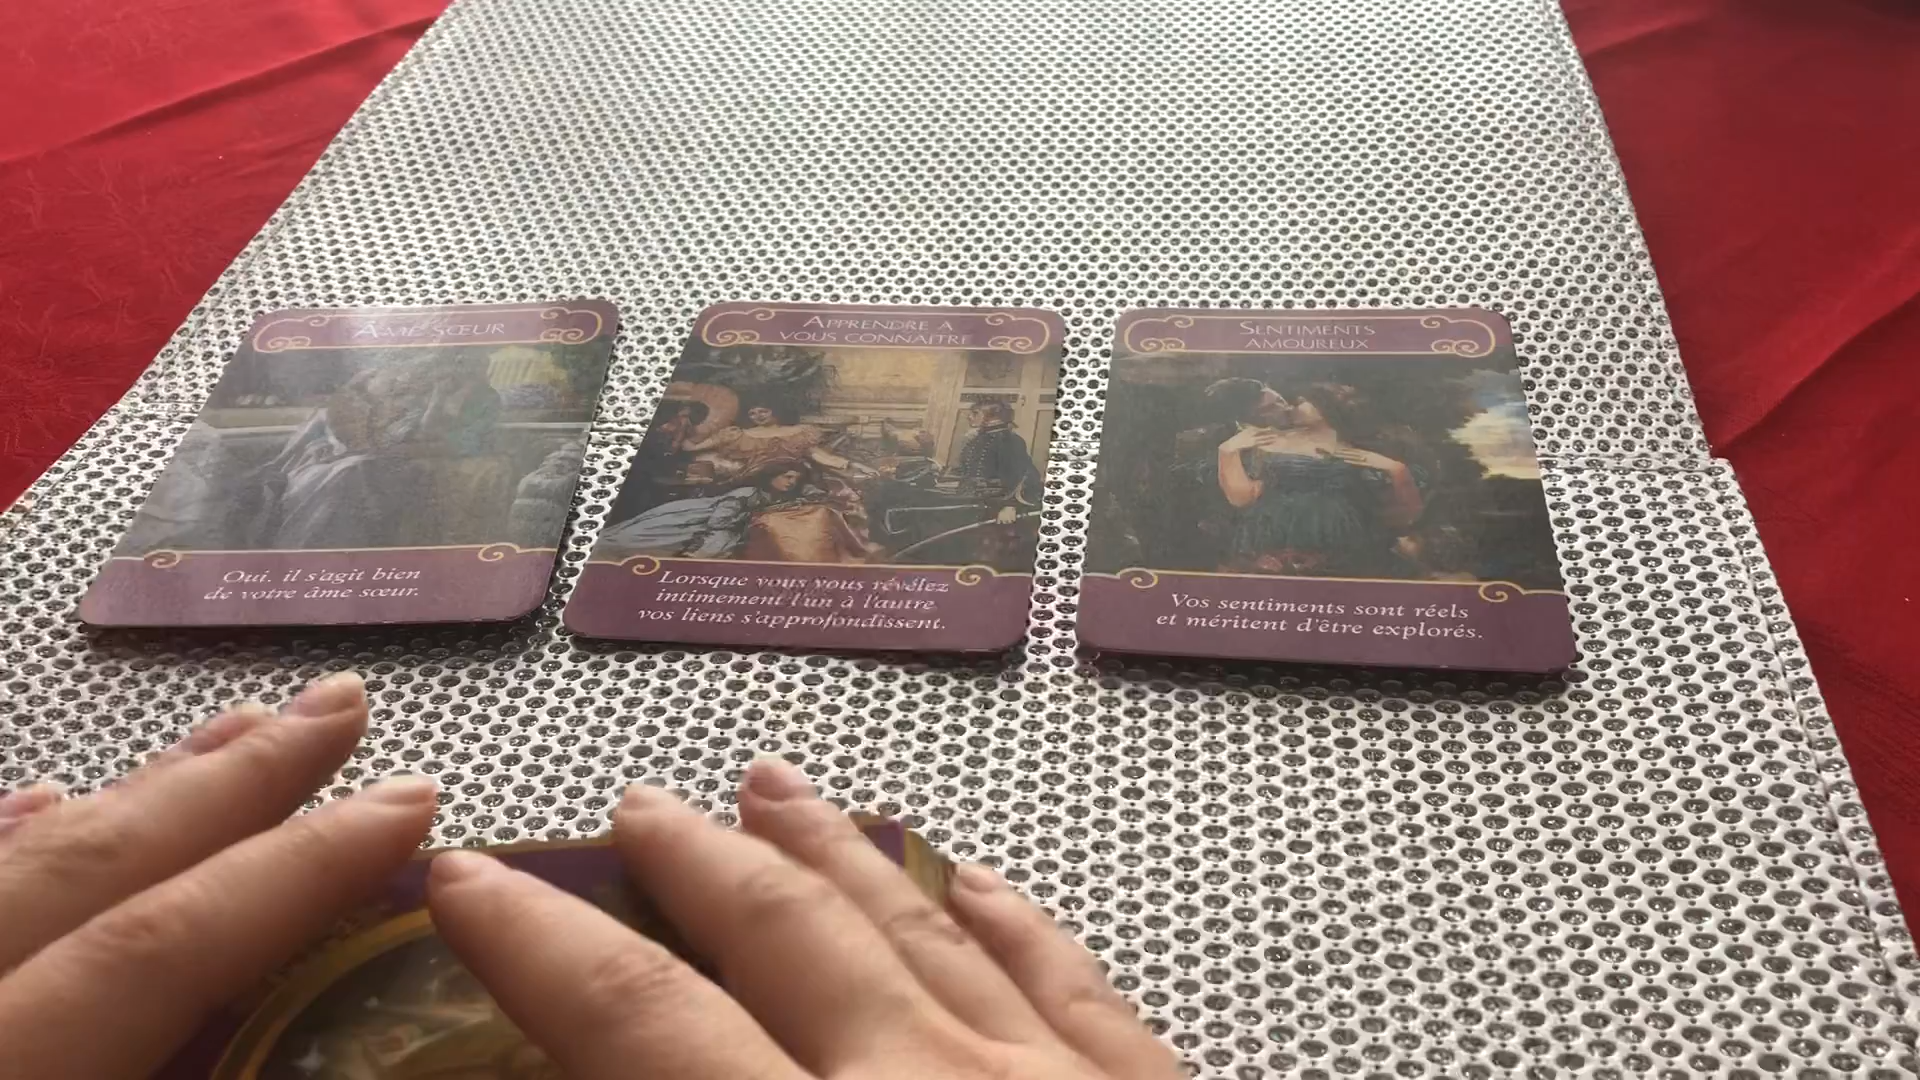 ÂME SŒUR
Oui, il s'agit bien
de votre âme sœur.
APPRENDRE A
VOUS CONNAITRE
Lorsque vous vous révélez
intimement l'un à l'autre
vos liens s'approfondissent.
SENTIMENTS
AMOUREUX
Vos sentiments sont réels
et méritent d'être explorés.